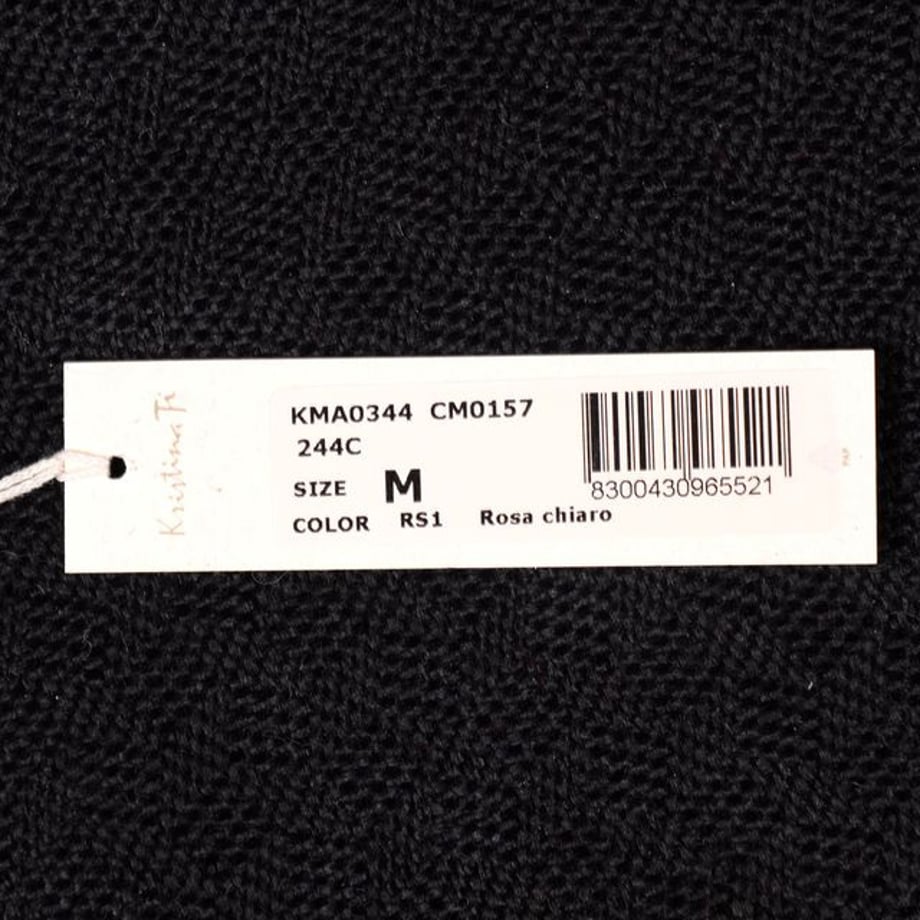 Kristina Ti
KMA0344 CM0157
244C
SIZE M
COLOR RS1 Rosa chiaro
8300430965521